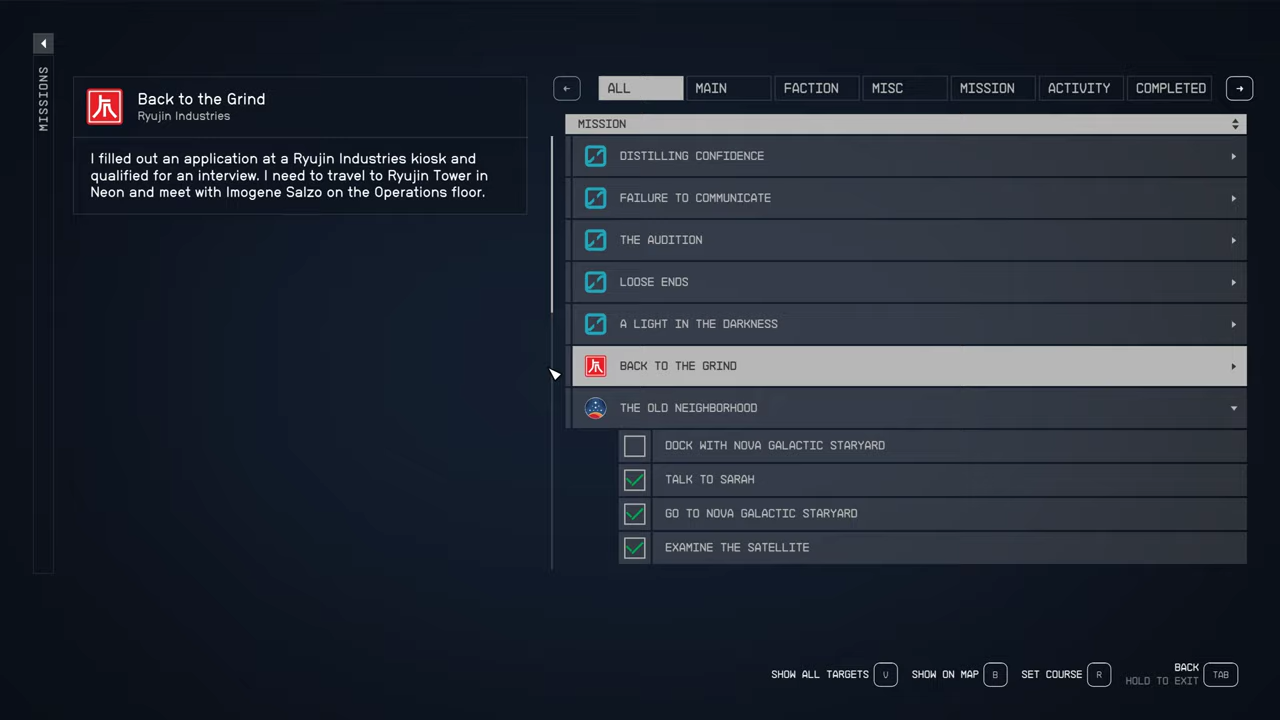 MISSIONS
Back to the Grind
Ryujin Industries
I filled out an application at a Ryujin Industries kiosk and
qualified for an interview. I need to travel to Ryujin Tower in
Neon and meet with Imogene Salzo on the Operations floor.
ALL MAIN FACTION MISC MISSION ACTIVITY COMPLETED
MISSION
DISTILLING CONFIDENCE
FAILURE TO COMMUNICATE
THE AUDITION
LOOSE ENDS
A LIGHT IN THE DARKNESS
BACK TO THE GRIND
THE OLD NEIGHBORHOOD
DOCK WITH NOVA GALACTIC STARYARD
TALK TO SARAH
GO TO NOVA GALACTIC STARYARD
EXAMINE THE SATELLITE
SHOW ALL TARGETS V SHOW ON MAP B SET COURSE R BACK TAB
HOLD TO EXIT